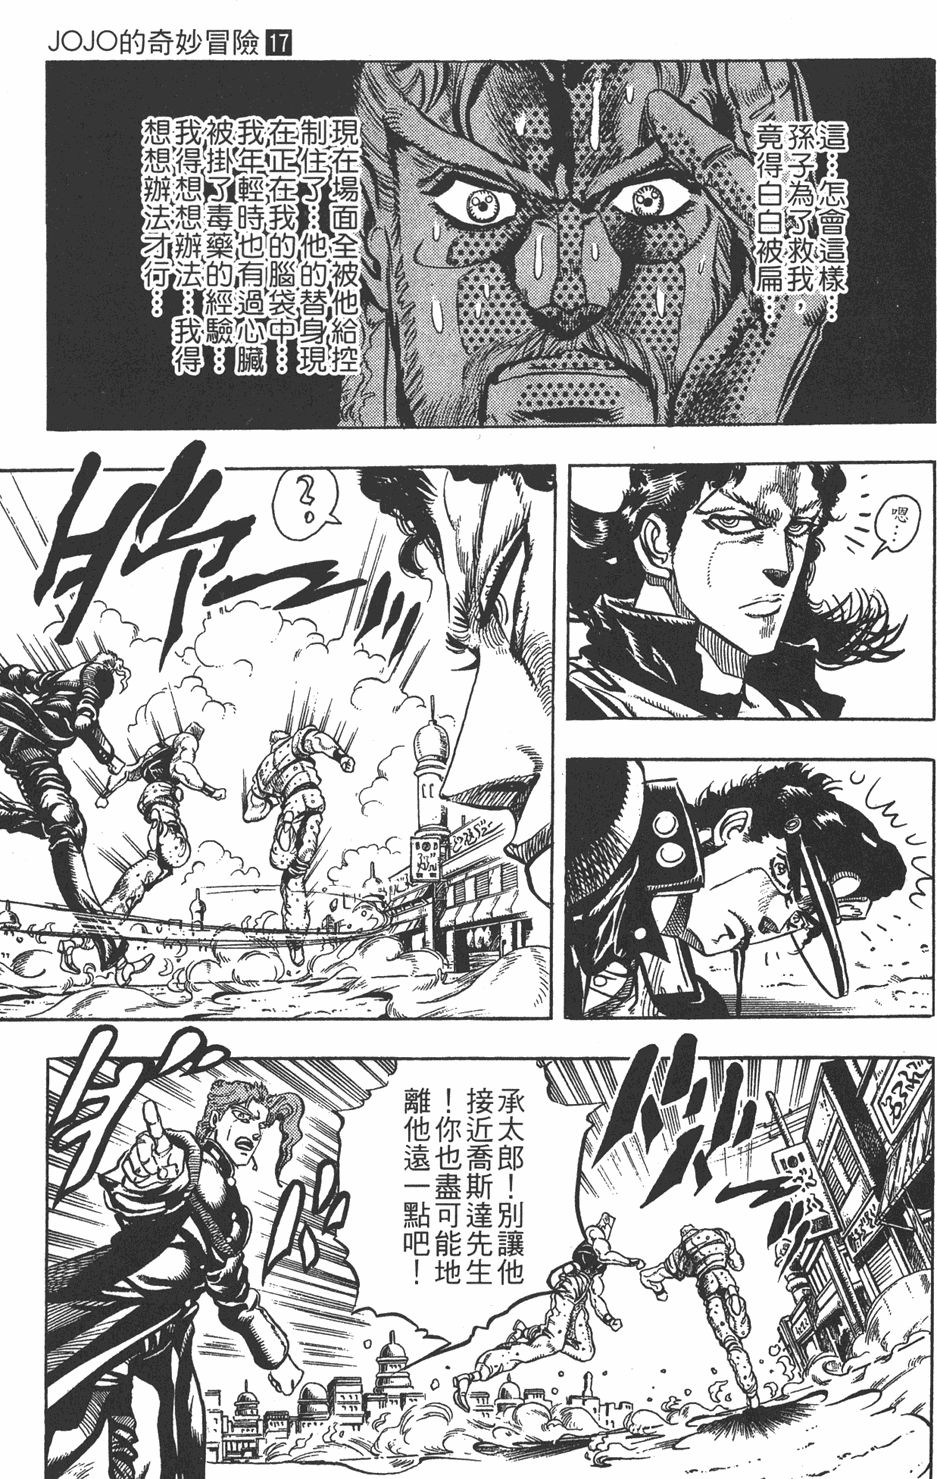 JOJO的奇妙冒險 17
這…怎會這樣…
孫子為了救我，
竟得白白被扁
現在場面全被他給控
制住了…他的替身現
在正在我的腦袋中…
我年輕時也有過心臟
被掛了毒藥的經驗…
我得想想辦法…我得
想想辦法才行…
嗯…
？
承太郎！別讓他
接近喬斯達先生
！你也盡可能地
離他遠一點吧！